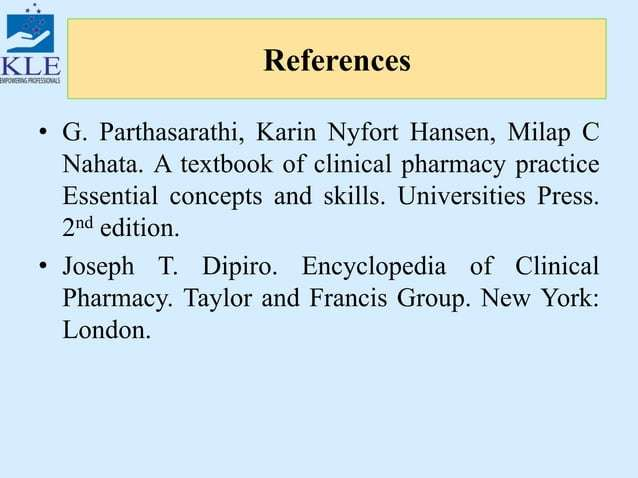 KLE
EMPOWERING PROFESSIONALS
References
• G. Parthasarathi, Karin Nyfort Hansen, Milap C
Nahata. A textbook of clinical pharmacy practice
Essential concepts and skills. Universities Press.
2nd edition.
• Joseph T. Dipiro. Encyclopedia of Clinical
Pharmacy. Taylor and Francis Group. New York:
London.